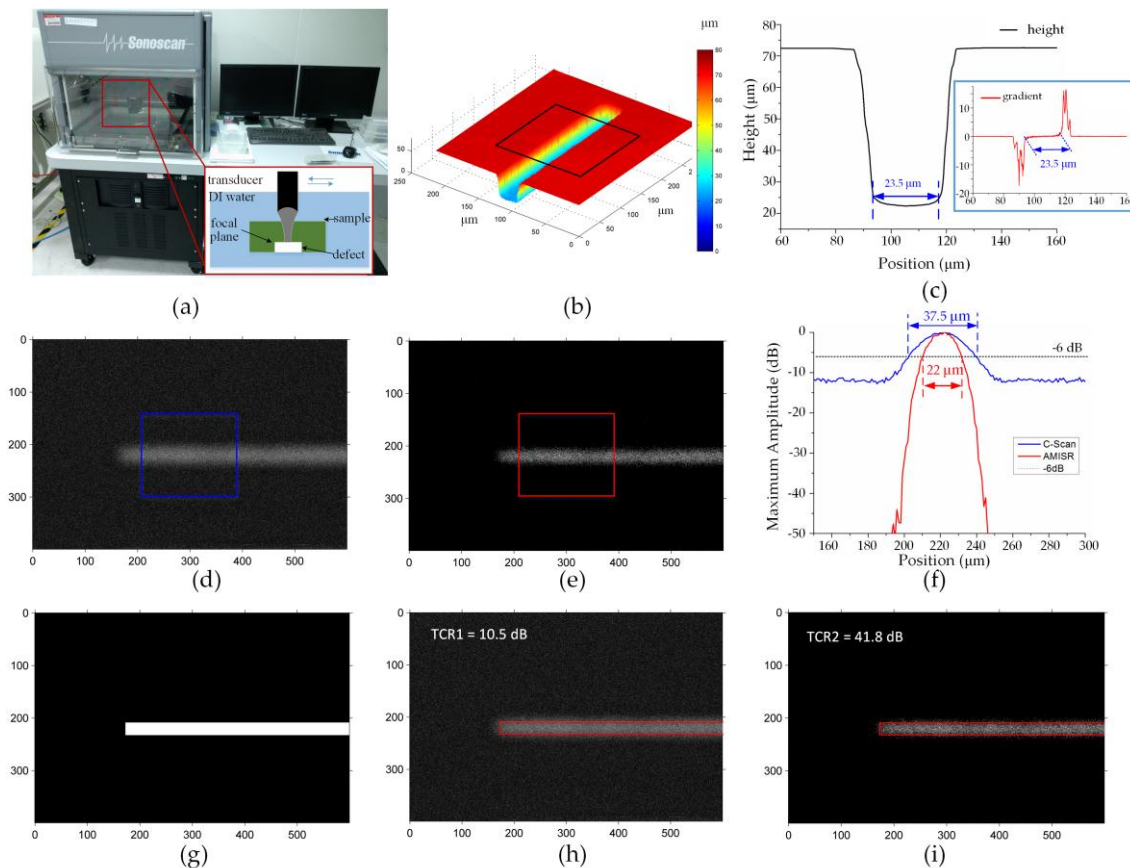 Sonoscan
transducer
DI water
sample
focal
plane
defect
(a)
μm
μm
80
70
60
50
40
30
20
10
0
50
0
250
200
150
100
50
0
μm
0
50
100
150
200
μm
(b)
height
Height (μm)
80
70
60
50
40
30
20
23.5 μm
60 80 100 120 140 160
Position (μm)
gradient
10
0
-10
-20
23.5 μm
60 80 100 120 140
(c)
0
100
200
300
0 100 200 300 400 500
(d)
0
100
200
300
400
0 100 200 300 400 500
(e)
37.5 μm
-6 dB
22 μm
C-Scan
AMISR
-6dB
Maximum Amplitude (dB)
0
-10
-20
-30
-40
-50
160 180 200 220 240 260 280 300
Position (μm)
(f)
0
100
200
300
0 100 200 300 400 500
(g)
TCR1 = 10.5 dB
0
100
200
300
0 100 200 300 400 500
(h)
TCR2 = 41.8 dB
0
100
200
300
0 100 200 300 400 500
(i)